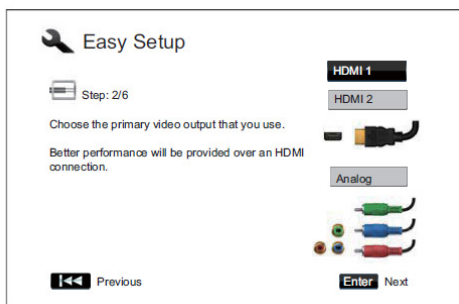 Easy Setup
Step: 2/6
Choose the primary video output that you use.
Better performance will be provided over an HDMI
connection.
HDMI 1
HDMI 2
Analog
Previous
Enter Next